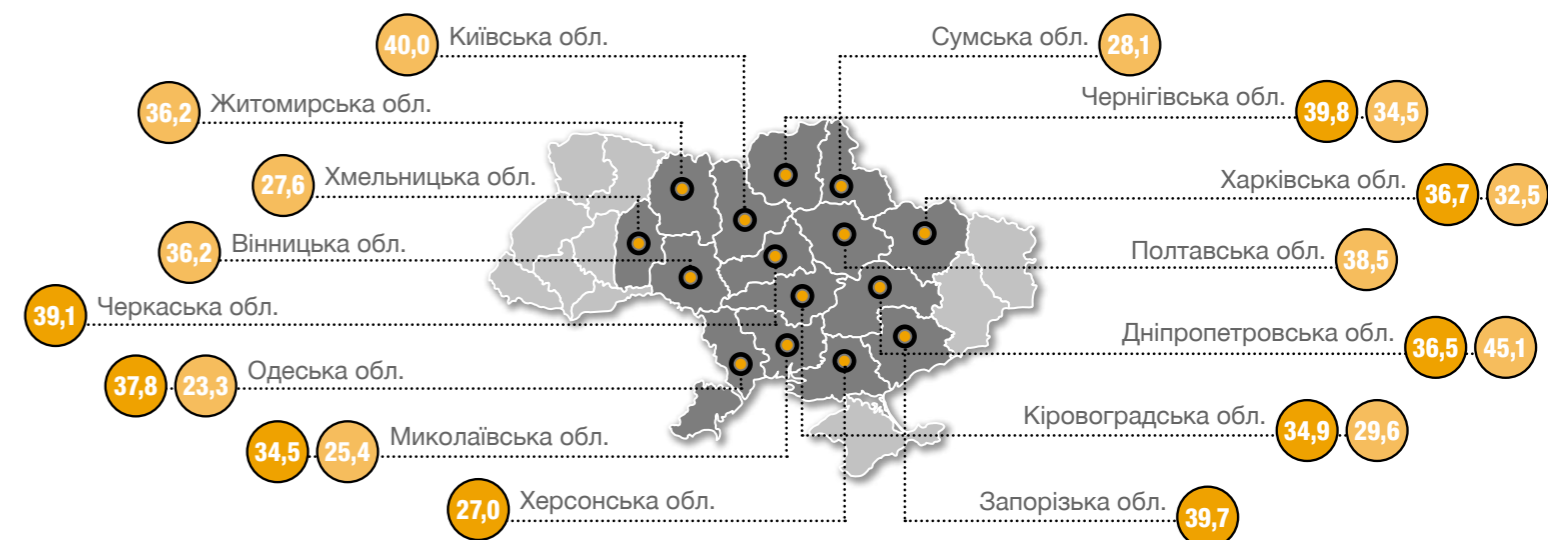 40,0 Київська обл.
Сумська обл. 28,1
36,2 Житомирська обл.
Чернігівська обл. 39,8 34,5
27,6 Хмельницька обл.
Харківська обл. 36,7 32,5
36,2 Вінницька обл.
Полтавська обл. 38,5
39,1 Черкаська обл.
Дніпропетровська обл. 36,5 45,1
37,8 23,3 Одеська обл.
Кіровоградська обл. 34,9 29,6
34,5 25,4 Миколаївська обл.
27,0 Херсонська обл.
Запорізька обл. 39,7